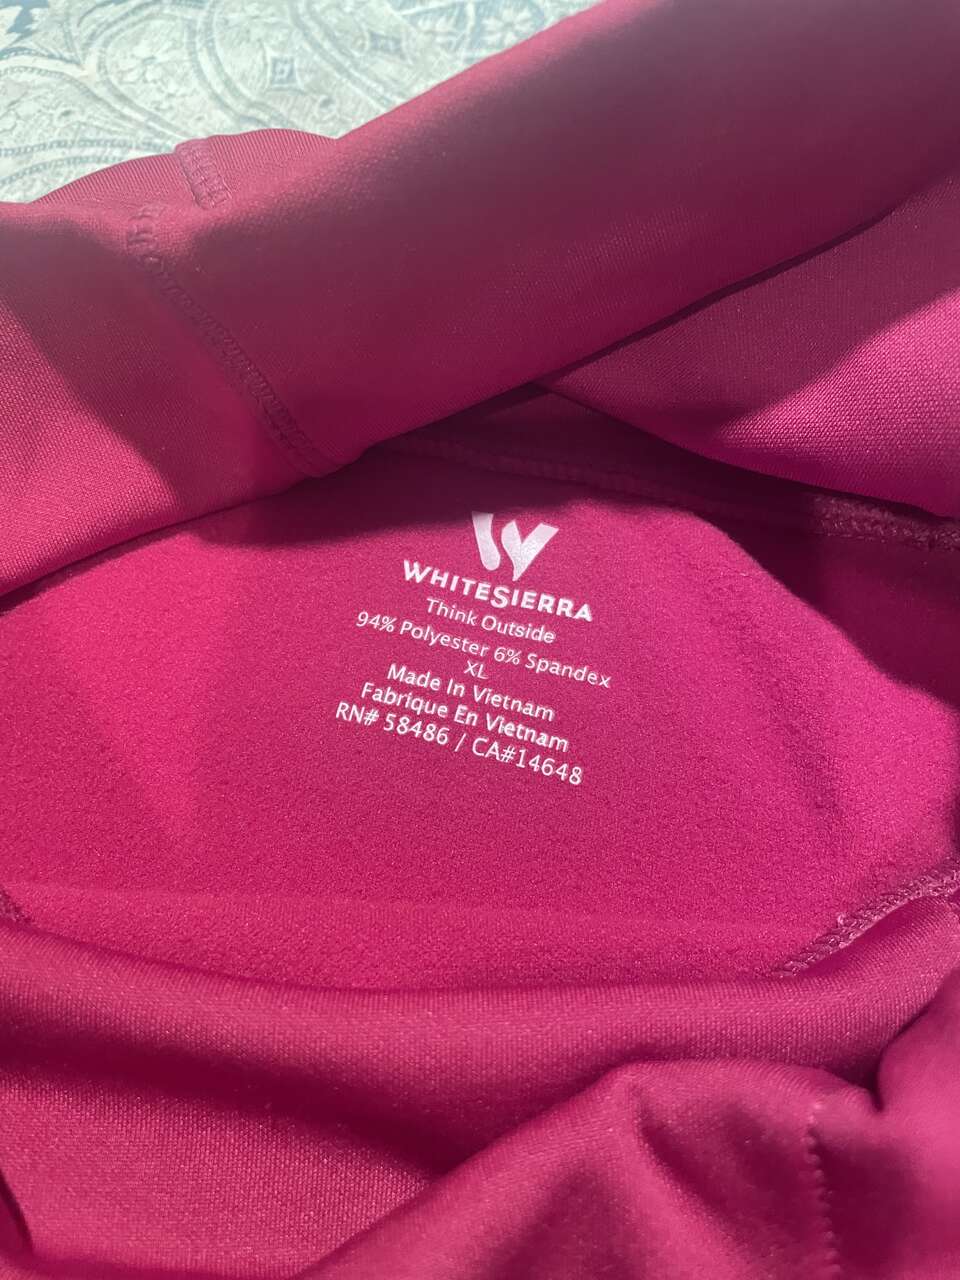 WHITESIERRA
Think Outside
94% Polyester 6% Spandex
XL
Made In Vietnam
Fabrique En Vietnam
RN# 58486 / CA#14648